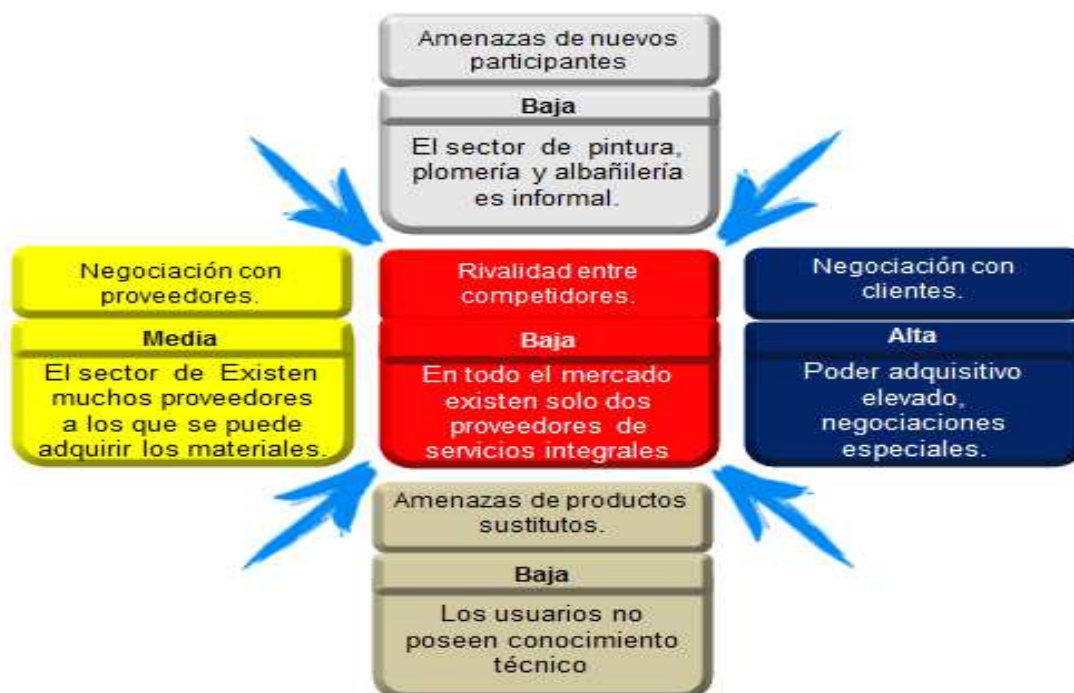 Amenazas de nuevos
participantes
Baja
El sector de pintura,
plomería y albañilería
es informal.
Negociación con
proveedores.
Media
El sector de Existen
muchos proveedores
a los que se puede
adquirir los materiales.
Rivalidad entre
competidores.
Baja
En todo el mercado
existen solo dos
proveedores de
servicios integrales
Negociación con
clientes.
Alta
Poder adquisitivo
elevado,
negociaciones
especiales.
Amenazas de productos
sustitutos.
Baja
Los usuarios no
poseen conocimiento
técnico